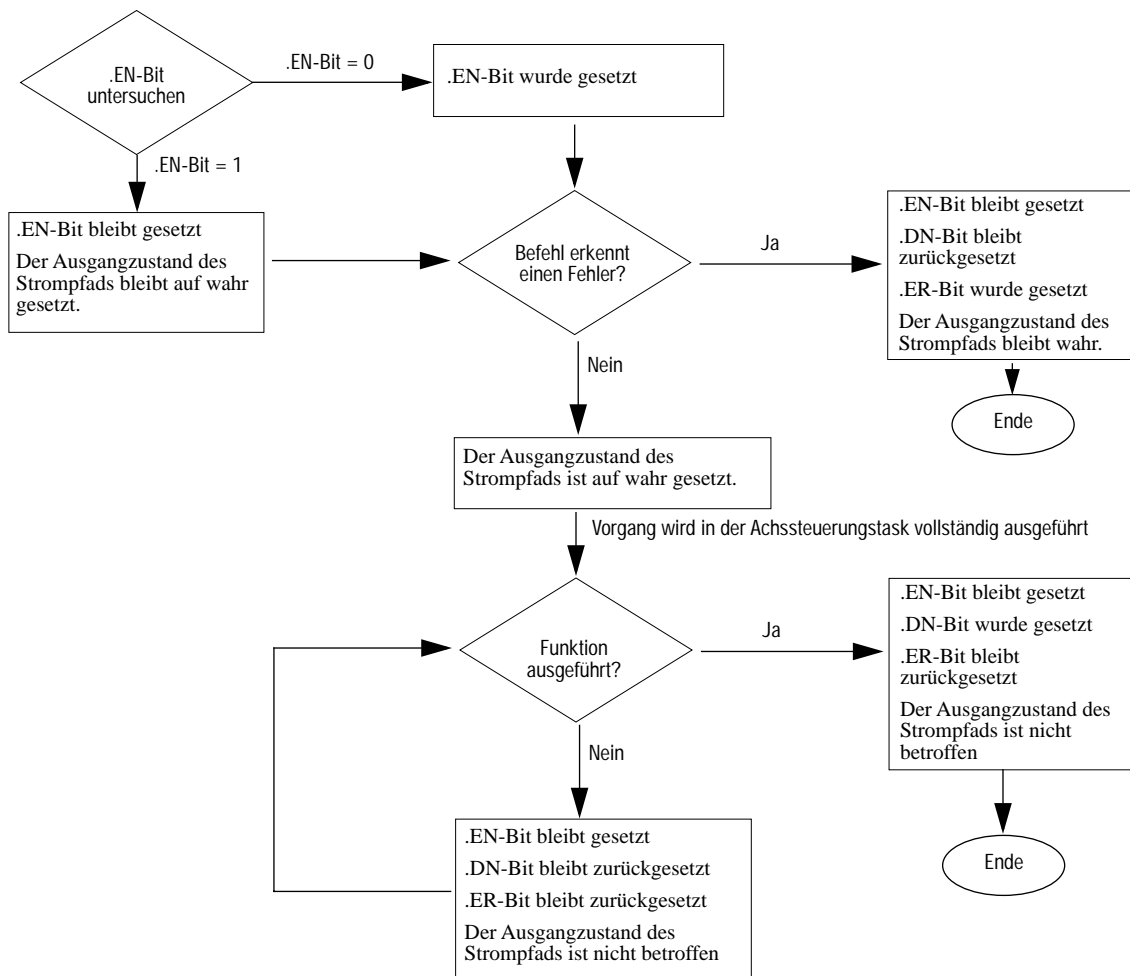 .EN-Bit
untersuchen
.EN-Bit = 0
.EN-Bit wurde gesetzt
.EN-Bit = 1
.EN-Bit bleibt gesetzt
Der Ausgangzustand des
Strompfads bleibt auf wahr
gesetzt.
Befehl erkennt
einen Fehler?
Ja
.EN-Bit bleibt gesetzt
.DN-Bit bleibt
zurückgesetzt
.ER-Bit wurde gesetzt
Der Ausgangzustand des
Strompfads bleibt wahr.
Ende
Nein
Der Ausgangzustand des
Strompfads ist auf wahr gesetzt.
Vorgang wird in der Achssteuerungstask vollständig ausgeführt
Funktion
ausgeführt?
Ja
.EN-Bit bleibt gesetzt
.DN-Bit wurde gesetzt
.ER-Bit bleibt
zurückgesetzt
Der Ausgangzustand des
Strompfads ist nicht
betroffen
Ende
Nein
.EN-Bit bleibt gesetzt
.DN-Bit bleibt zurückgesetzt
.ER-Bit bleibt zurückgesetzt
Der Ausgangzustand des
Strompfads ist nicht betroffen